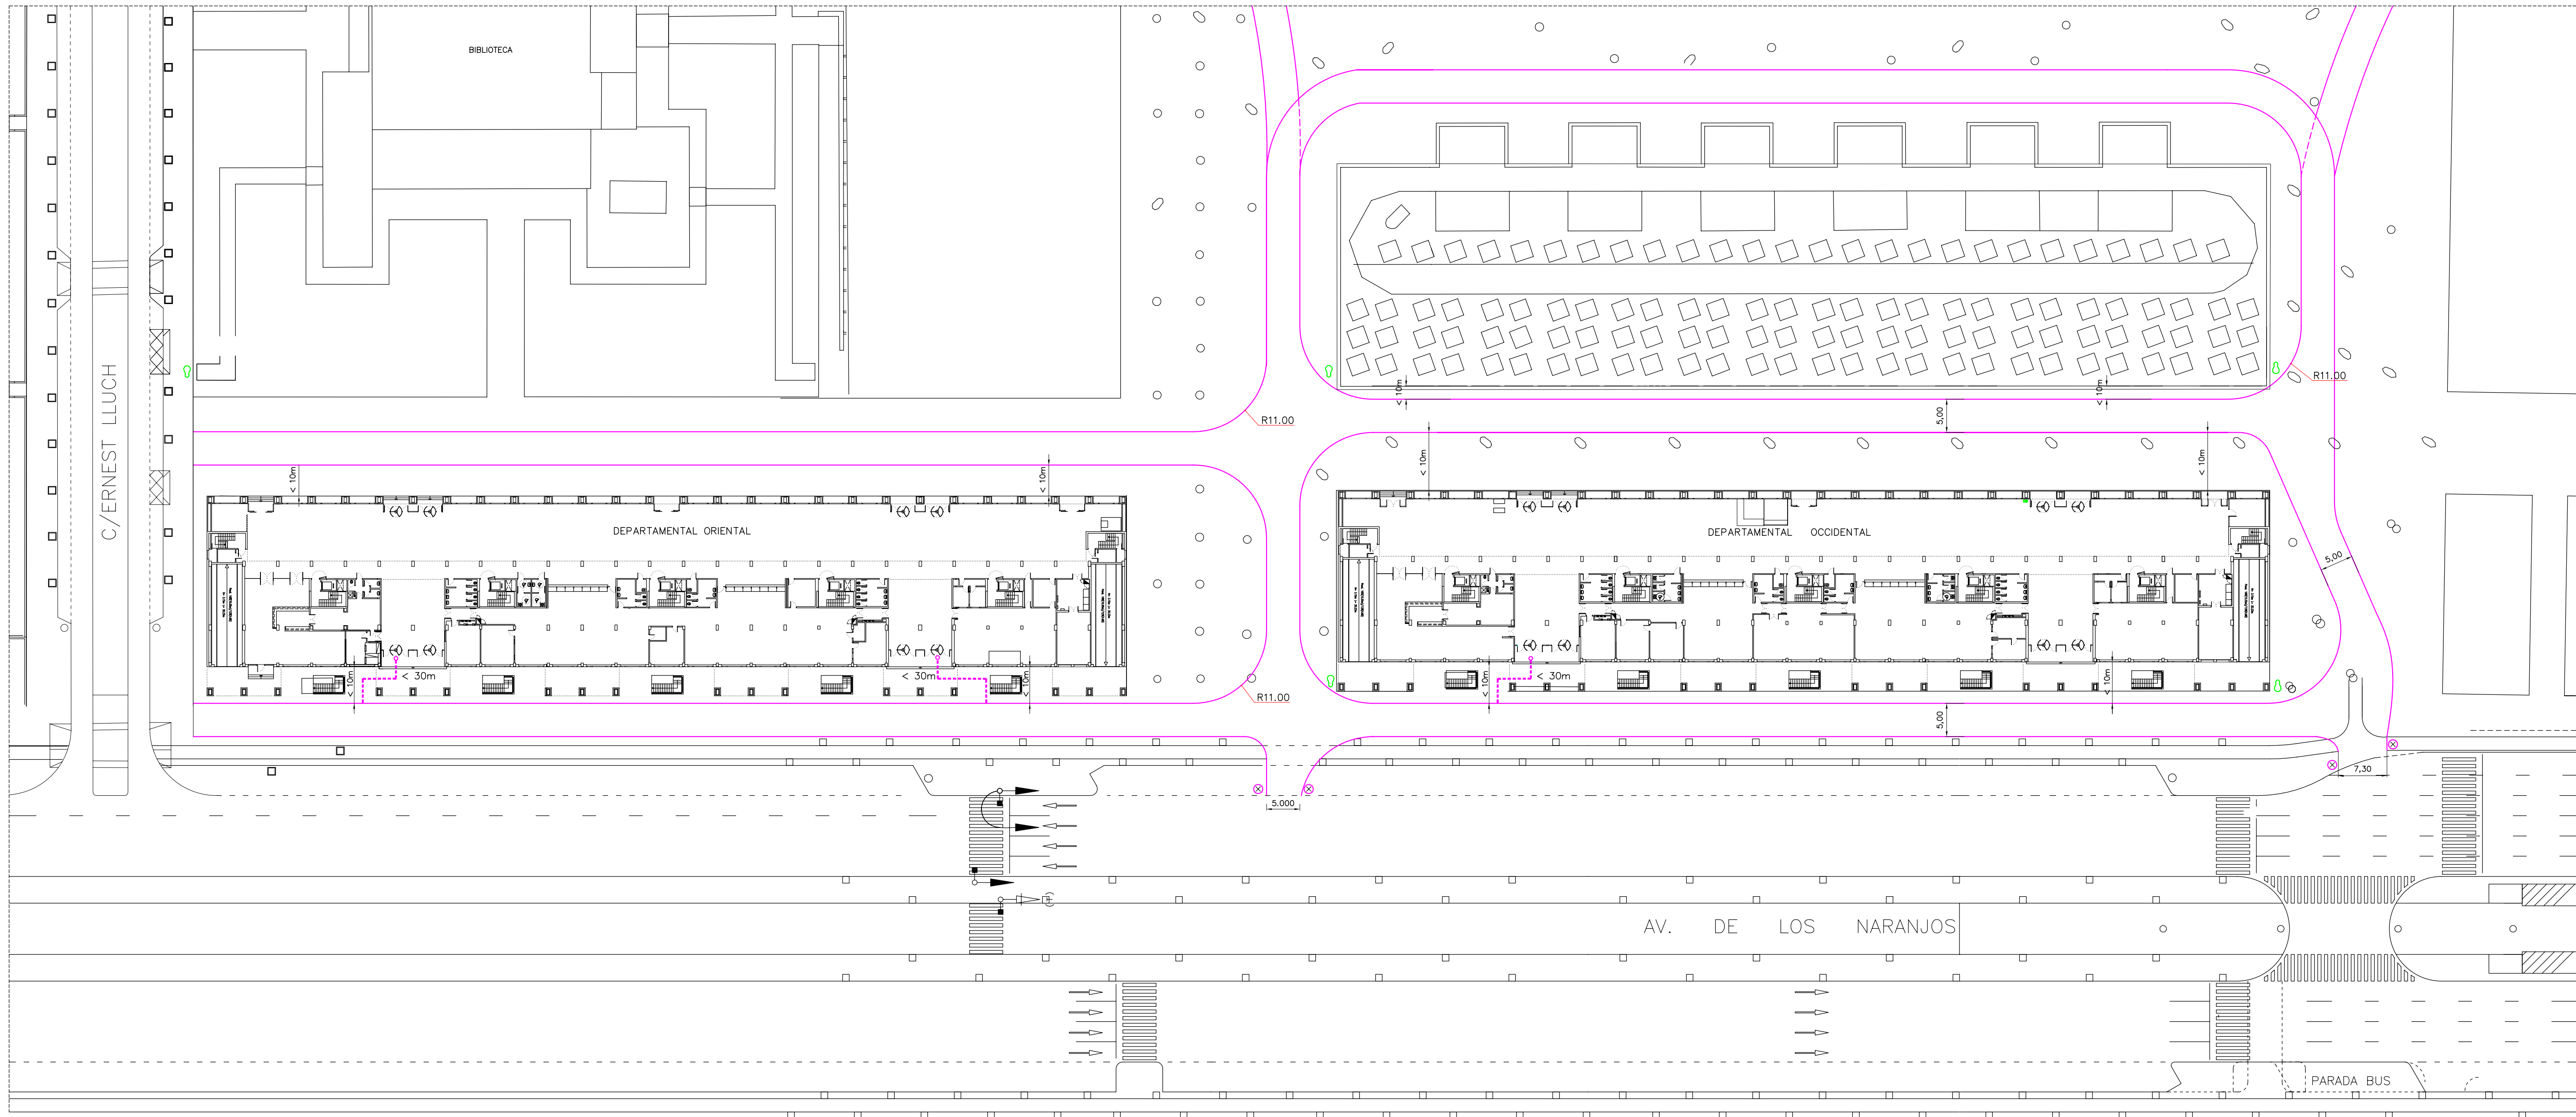 BIBLIOTECA
C/ERNEST LLUCH
R11.00
R11.00
< 10m
< 10m
5,00
< 10m
< 10m
< 10m
< 10m
DEPARTAMENTAL ORIENTAL
DEPARTAMENTAL OCCIDENTAL
5,00
< 30m
< 30m
< 30m
< 10m
< 10m
< 10m
< 10m
R11.00
5,00
7,30
5.000
AV. DE LOS NARANJOS
PARADA BUS